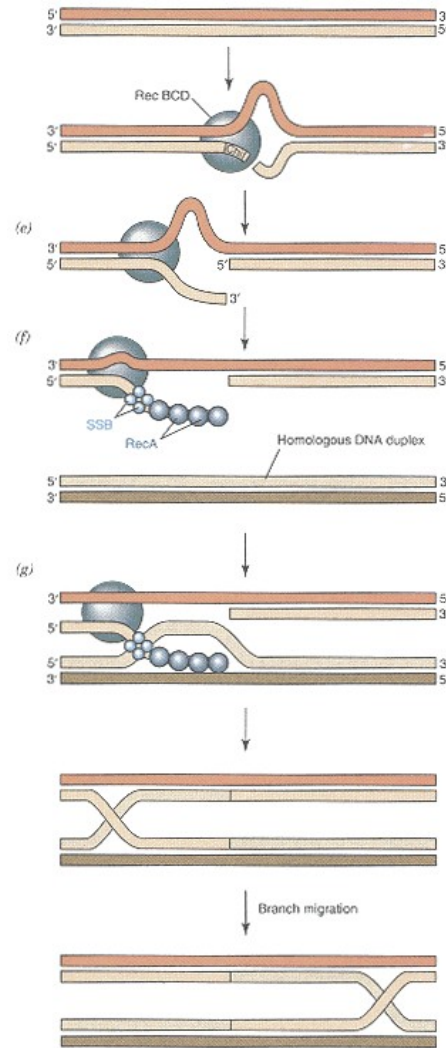 5' 3
3' 5
Rec BCD
3' 5
5' Chi 3
(e)
3' 5
5' 5' 3
3'
(f)
3' 5
5' 3
SSB
RecA
Homologous DNA duplex
5' 3
3' 5
(g)
3' 5
5' 3
5' 3
3' 5
Branch migration